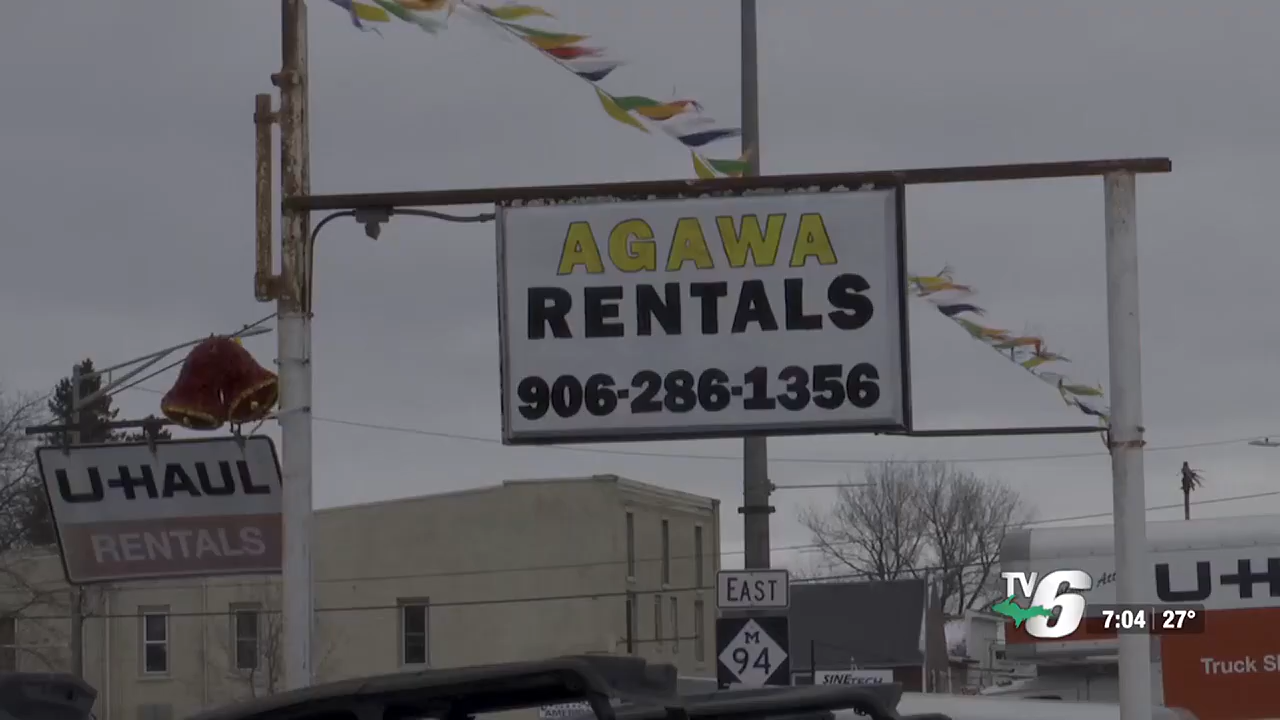 AGAWA
RENTALS
906-286-1356
U-HAUL
RENTALS
EAST
M
94
SINETECH
TV6
7:04 27°
U-H
Truck S